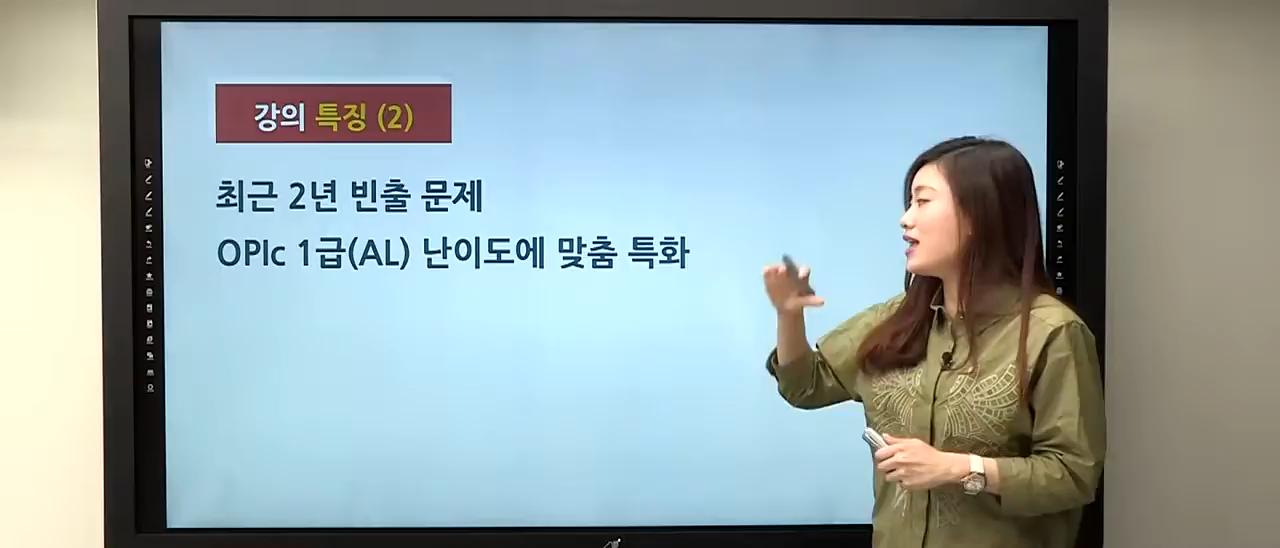 강의 특징 (2)
최근 2년 빈출 문제
OPIc 1급(AL) 난이도에 맞춤 특화